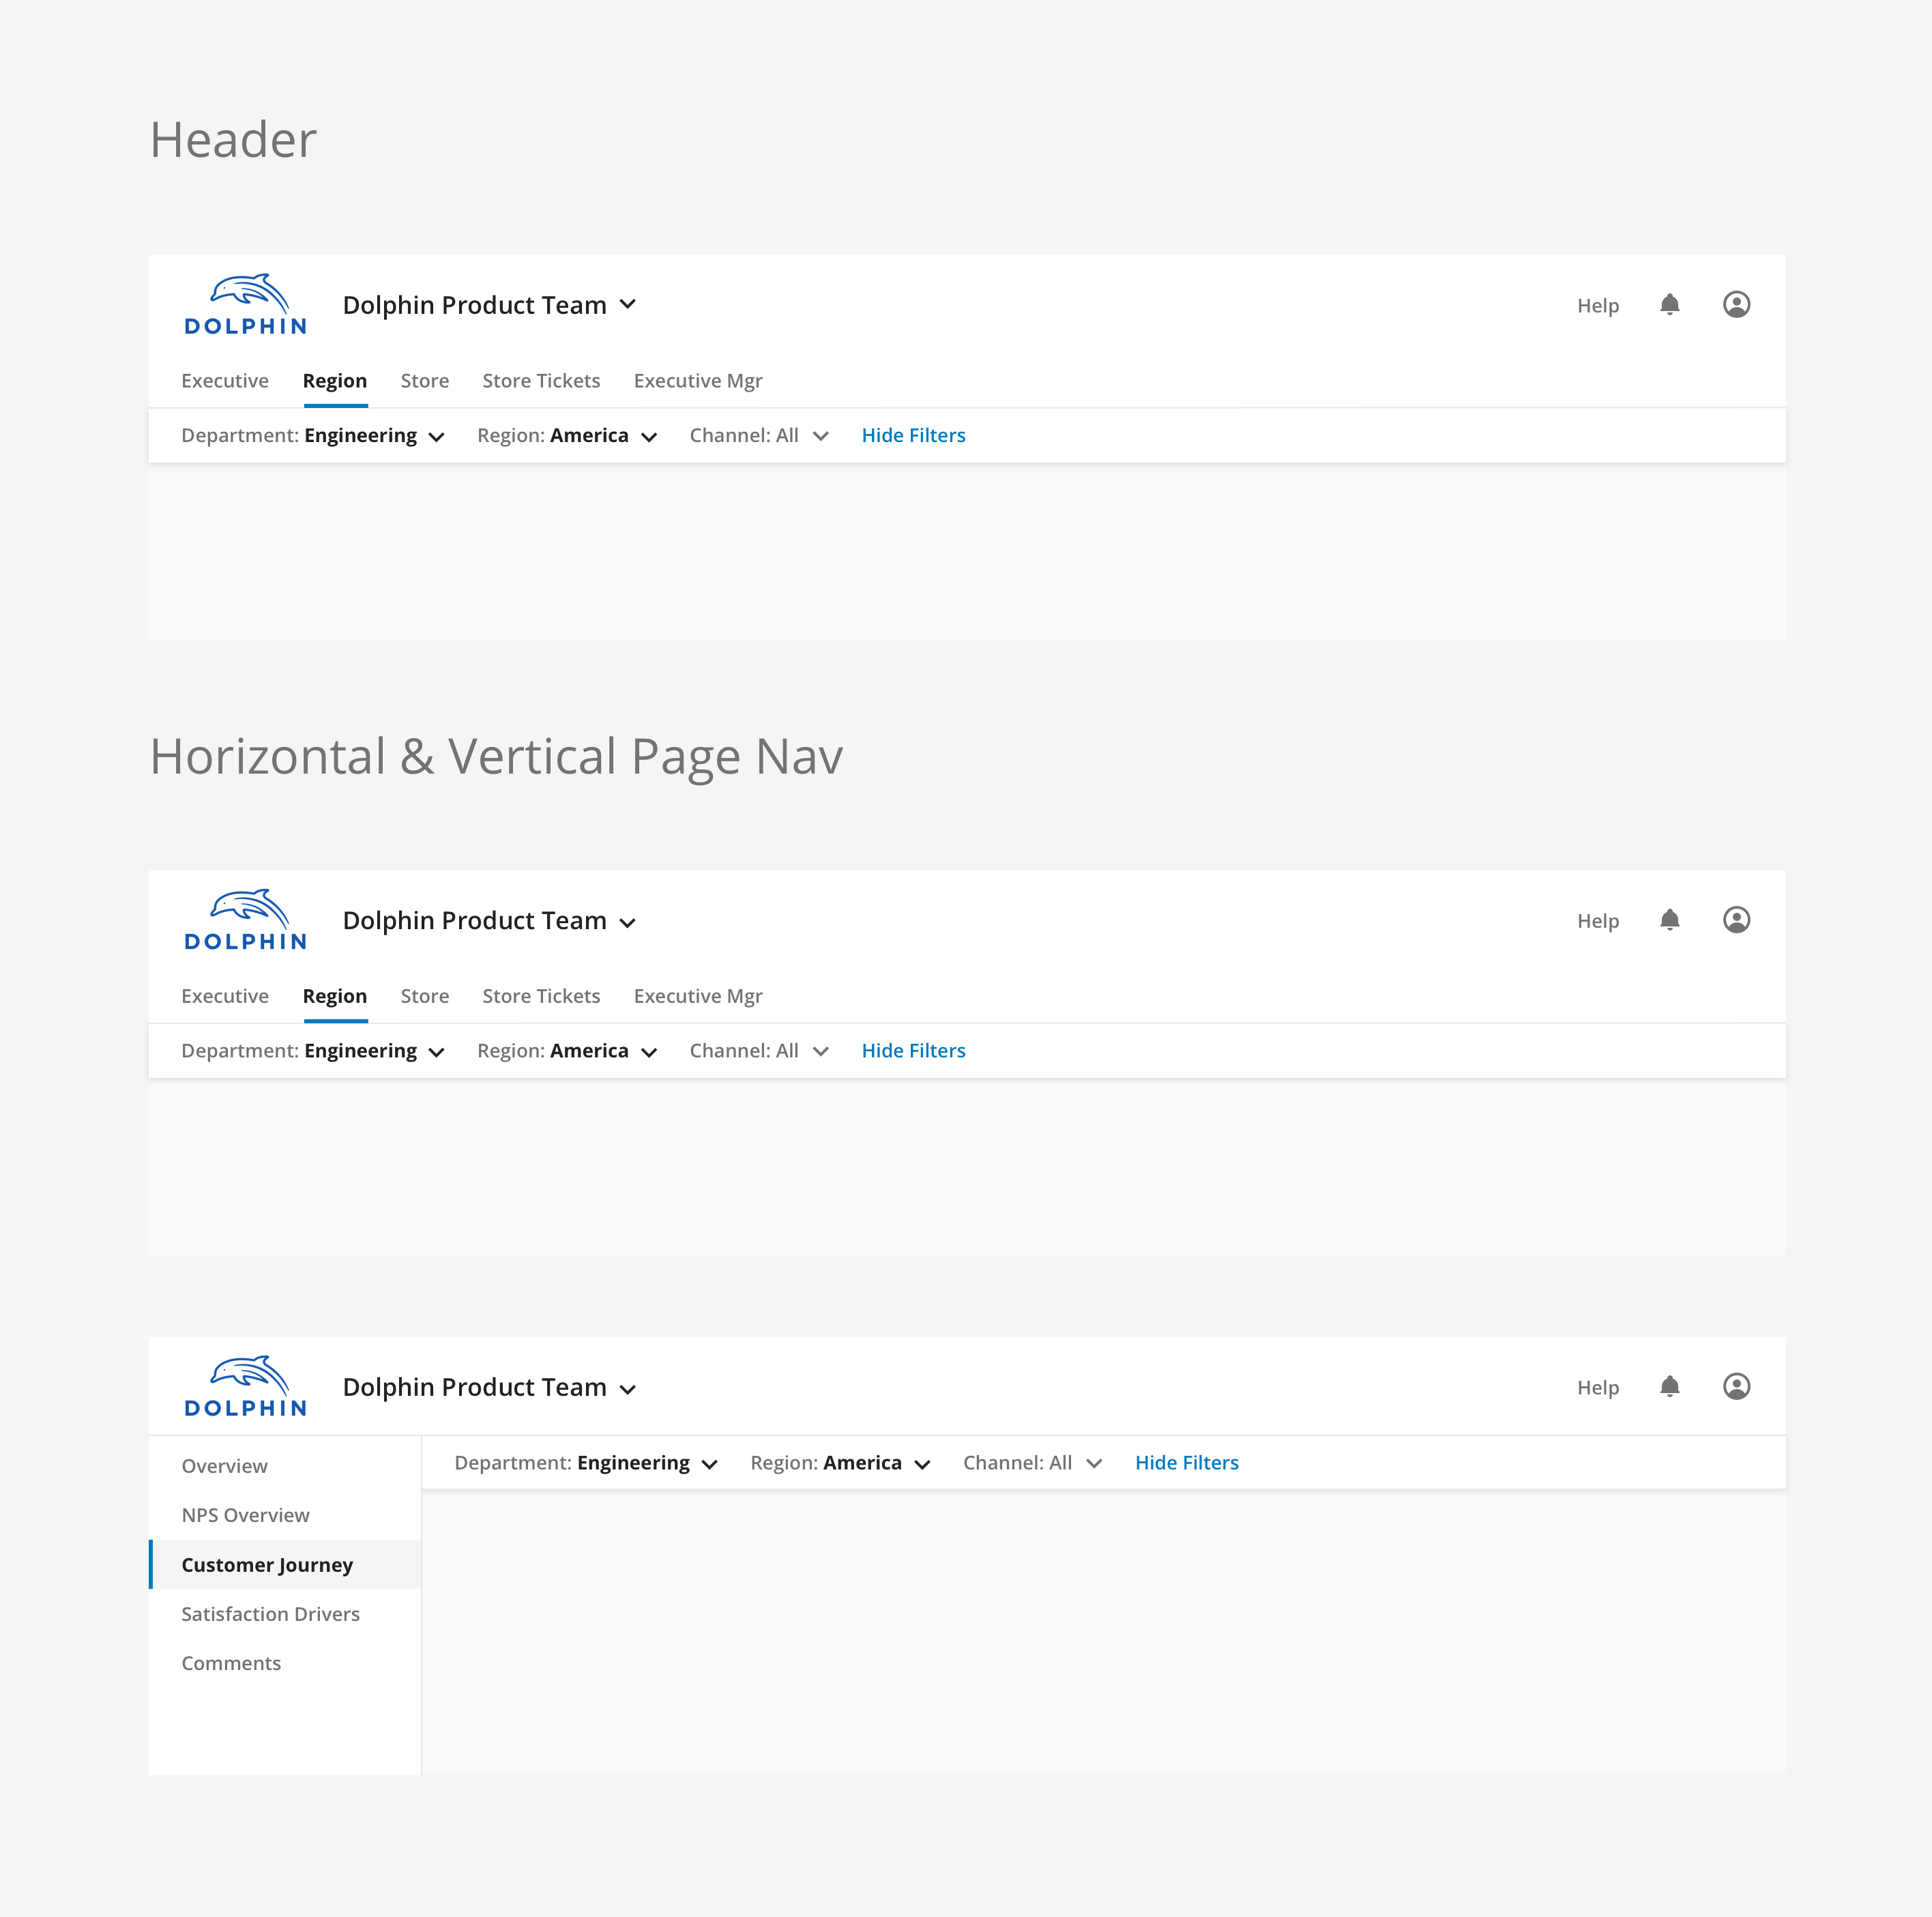 Header
DOLPHIN
Dolphin Product Team
Help
Executive Region Store Store Tickets Executive Mgr
Department: Engineering Region: America Channel: All Hide Filters
Horizontal & Vertical Page Nav
DOLPHIN
Dolphin Product Team
Help
Executive Region Store Store Tickets Executive Mgr
Department: Engineering Region: America Channel: All Hide Filters
DOLPHIN
Dolphin Product Team
Help
Department: Engineering Region: America Channel: All Hide Filters
Overview
NPS Overview
Customer Journey
Satisfaction Drivers
Comments